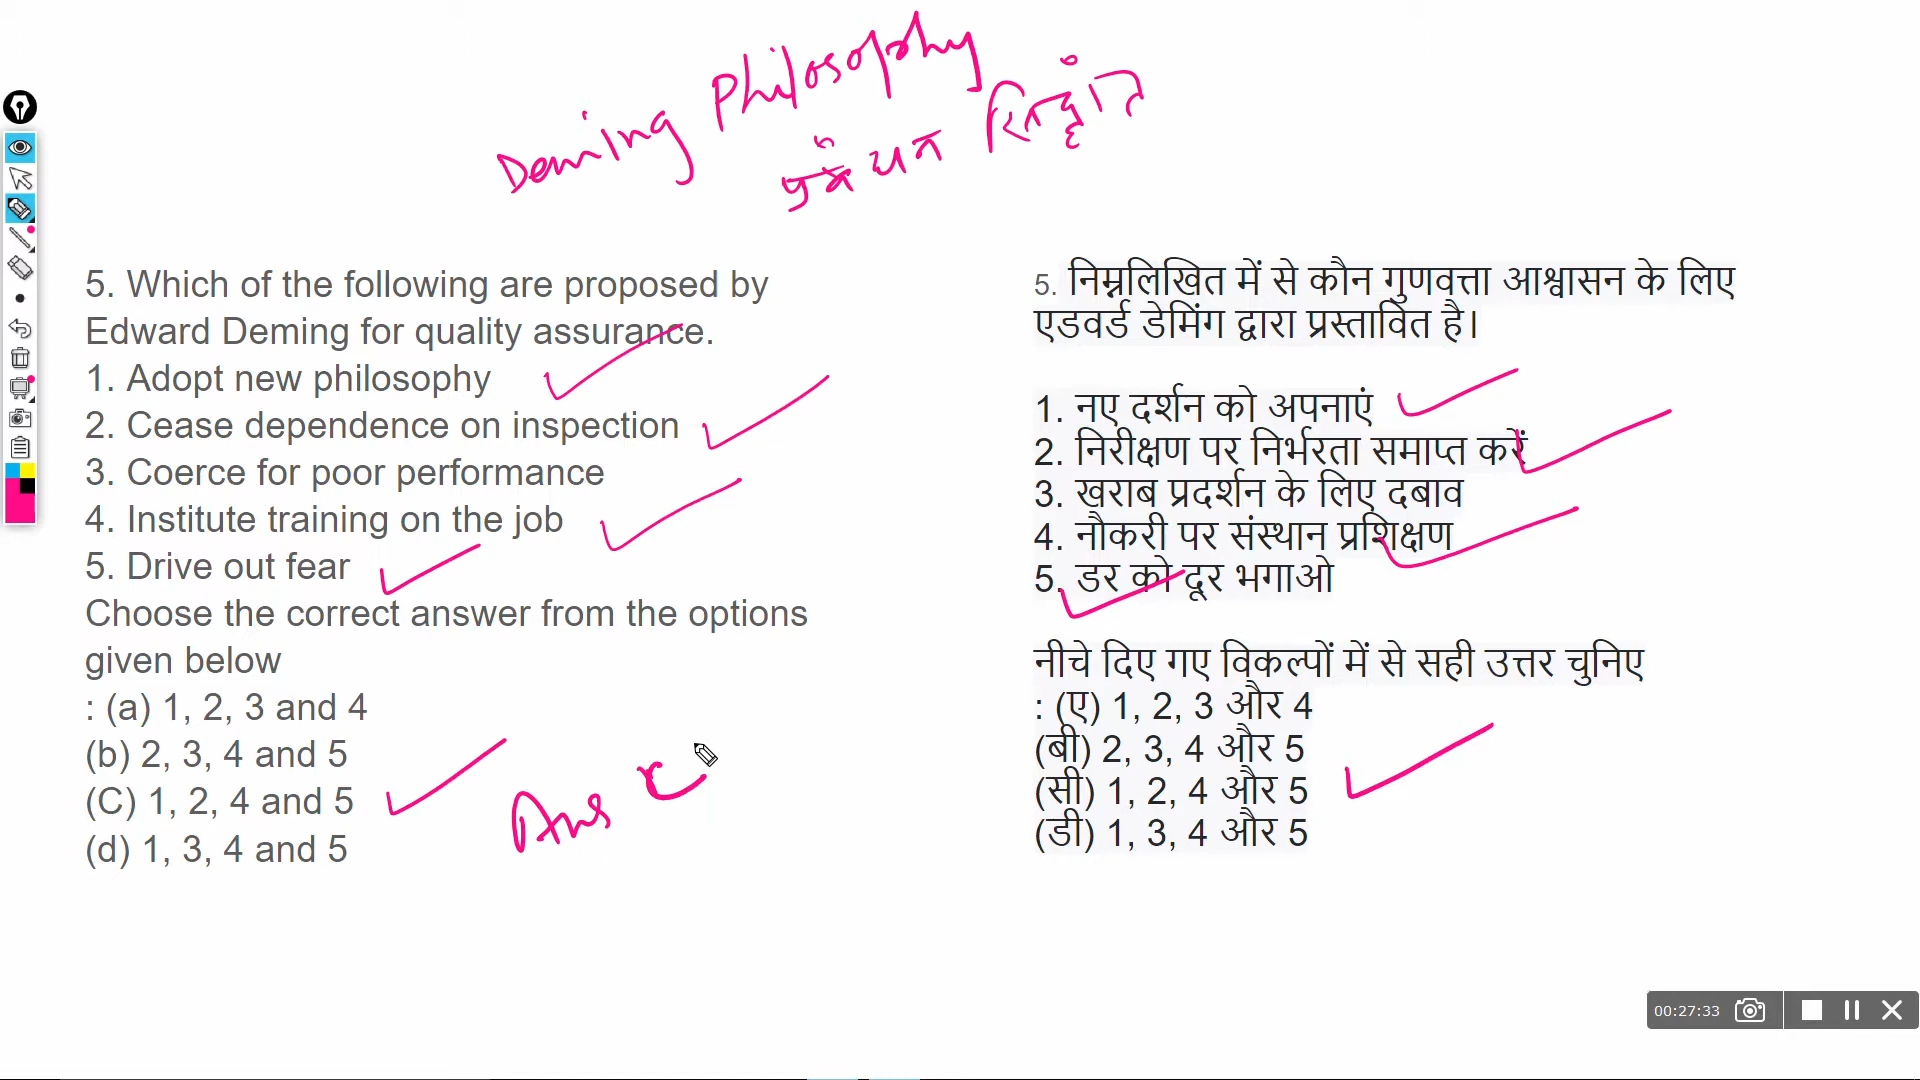 Deming Philosophy
सिद्धांत
5. Which of the following are proposed by
Edward Deming for quality assurance.
1. Adopt new philosophy
2. Cease dependence on inspection
3. Coerce for poor performance
4. Institute training on the job
5. Drive out fear
Choose the correct answer from the options
given below
: (a) 1, 2, 3 and 4
(b) 2, 3, 4 and 5
(C) 1, 2, 4 and 5
(d) 1, 3, 4 and 5
Ans C
5. निम्नलिखित में से कौन गुणवत्ता आश्वासन के लिए
एडवर्ड डेमिंग द्वारा प्रस्तावित है।
1. नए दर्शन को अपनाएं
2. निरीक्षण पर निर्भरता समाप्त करें
3. खराब प्रदर्शन के लिए दबाव
4. नौकरी पर संस्थान प्रशिक्षण
5. डर को दूर भगाओ
नीचे दिए गए विकल्पों में से सही उत्तर चुनिए
: (ए) 1, 2, 3 और 4
(बी) 2, 3, 4 और 5
(सी) 1, 2, 4 और 5
(डी) 1, 3, 4 और 5
00:27:33